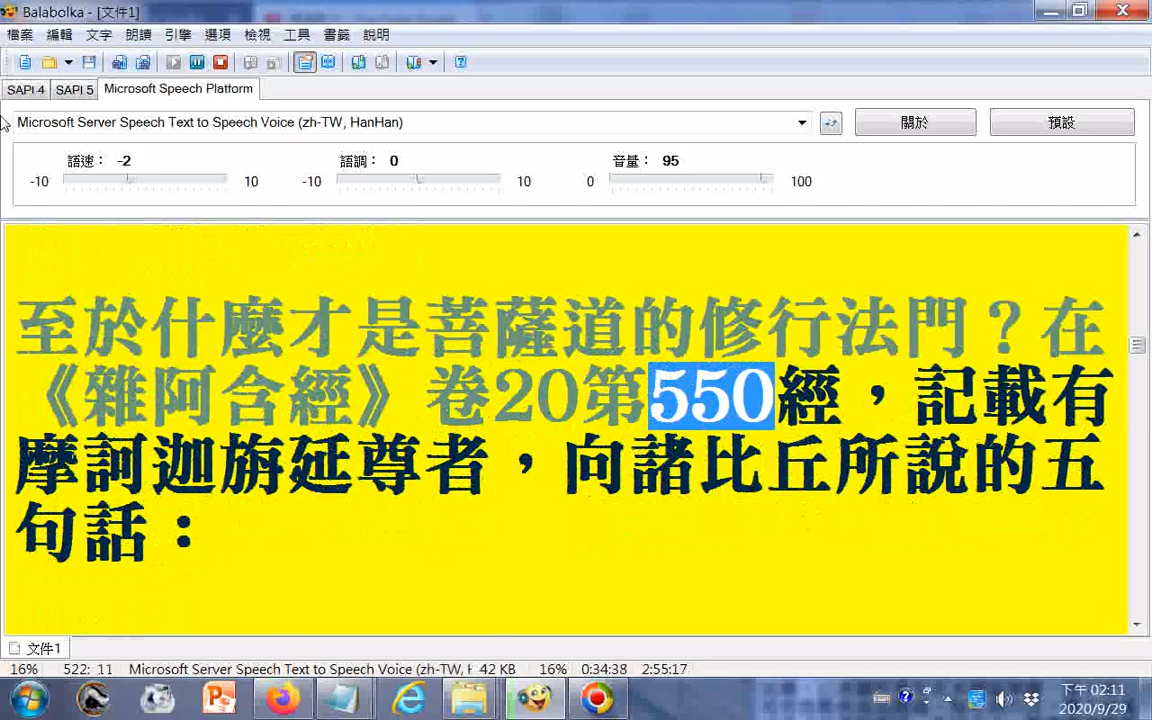 Balabolka - [文件1]
檔案 編輯 文字 朗讀 引擎 選項 檢視 工具 書籤 說明
SAPI 4 SAPI 5 Microsoft Speech Platform
Microsoft Server Speech Text to Speech Voice (zh-TW, HanHan) 關於 預設
語速： -2 語調： 0 音量： 95
-10 10 -10 10 0 100
至於什麼才是菩薩道的修行法門？在
《雜阿含經》卷20第550經，記載有
摩訶迦旃延尊者，向諸比丘所說的五
句話：
文件1
16% 522: 11 Microsoft Server Speech Text to Speech Voice (zh-TW, H 42 KB 16% 0:34:38 2:55:17
下午 02:11
2020/9/29